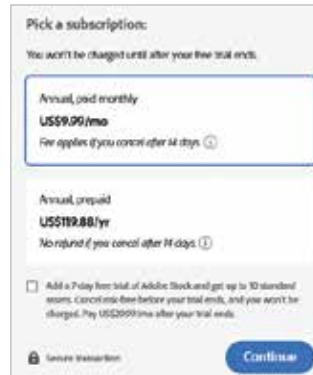 Pick a subscription:
You won't be charged until after your free trial ends.
Annual, paid monthly
US$9.99/mo
Fee applies if you cancel after 14 days.
Annual, prepaid
US$119.88/yr
No refund if you cancel after 14 days.
Add a 7-day free trial of Adobe Stock and get up to 10 standard
assets. Cancel risk-free before your trial ends, and you won't be
charged. Pay US$29.99/mo after your trial ends.
Secure transaction
Continue